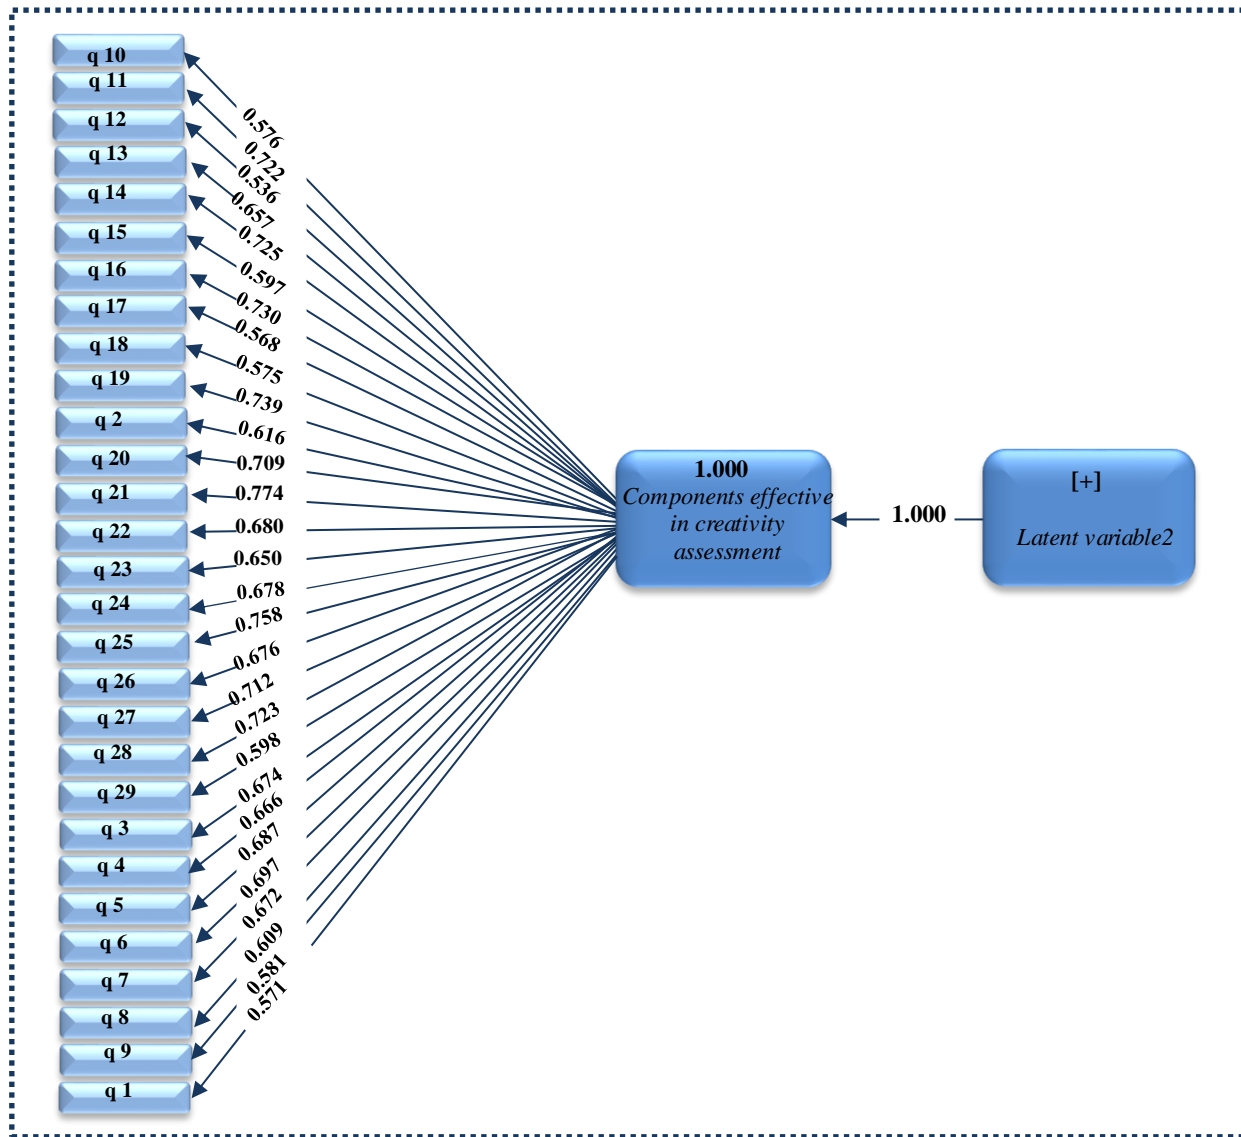 q 10
q 11
q 12
q 13
q 14
q 15
q 16
q 17
q 18
q 19
q 2
q 20
q 21
q 22
q 23
q 24
q 25
q 26
q 27
q 28
q 29
q 3
q 4
q 5
q 6
q 7
q 8
q 9
q 1
0.576
0.722
0.536
0.657
0.725
0.597
0.730
0.568
0.575
0.739
0.616
0.709
0.774
0.680
0.650
0.678
0.758
0.676
0.712
0.723
0.598
0.674
0.666
0.687
0.697
0.672
0.609
0.581
0.571
1.000
Components effective
in creativity
assessment
1.000
[+]
Latent variable2